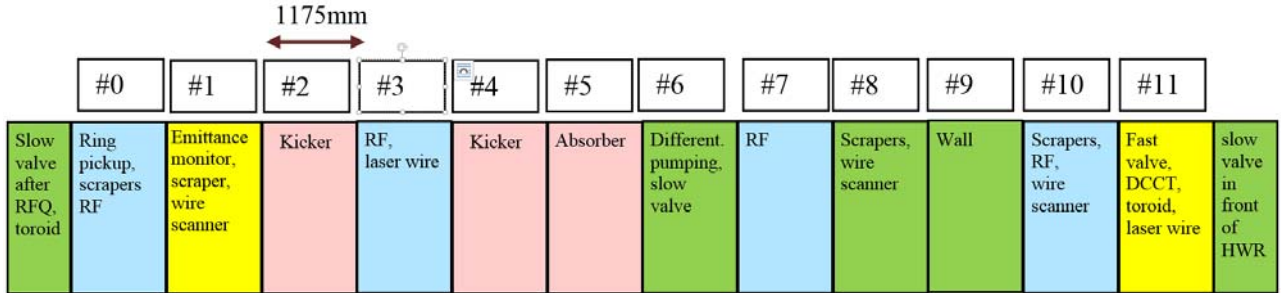 1175mm
#0
#1
#2
#3
#4
#5
#6
#7
#8
#9
#10
#11
Slow
valve
after
RFQ,
toroid
Ring
pickup,
scrapers
RF
Emittance
monitor,
scraper,
wire
scanner
Kicker
RF,
laser wire
Kicker
Absorber
Different.
pumping,
slow
valve
RF
Scrapers,
wire
scanner
Wall
Scrapers,
RF,
wire
scanner
Fast
valve,
DCCT,
toroid,
laser wire
slow
valve
in
front
of
HWR